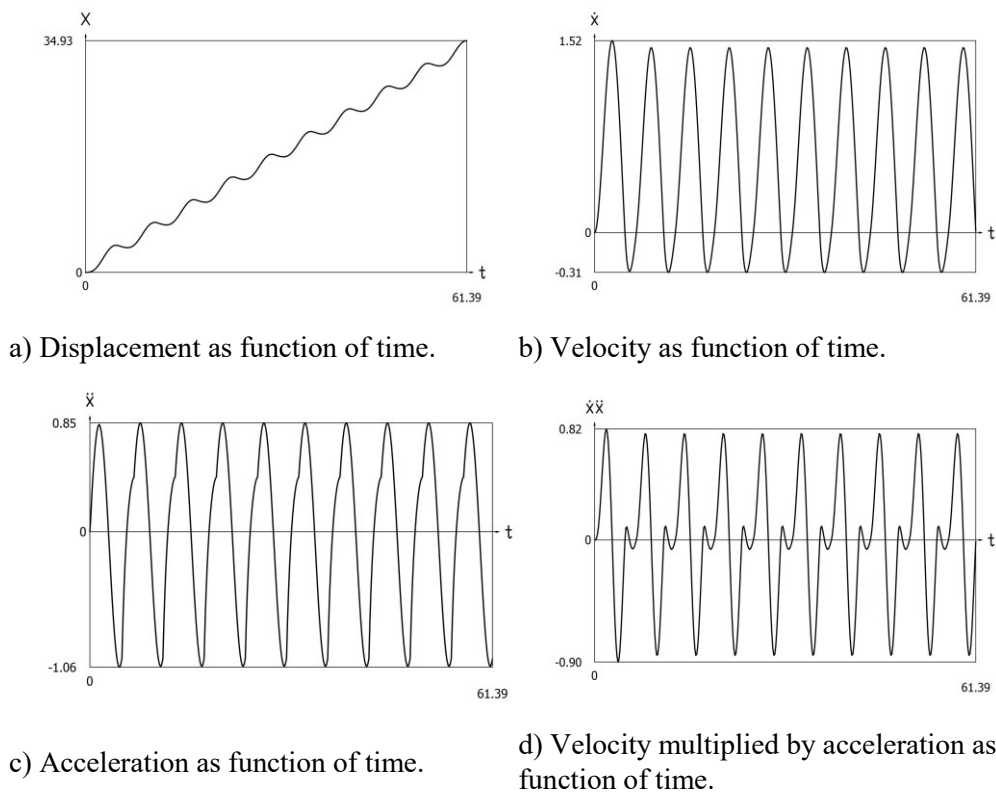 X
34.93
0
t
0
61.39
a) Displacement as function of time.
ẋ
1.52
0
t
-0.31
0
61.39
b) Velocity as function of time.
ẍ
0.85
0
t
-1.06
0
61.39
c) Acceleration as function of time.
ẋẍ
0.82
0
t
-0.90
0
61.39
d) Velocity multiplied by acceleration as
function of time.